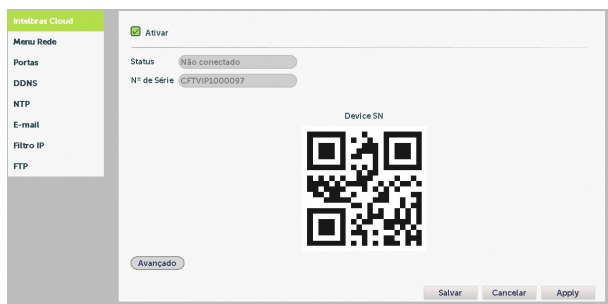 Intelbras Cloud
Menu Rede
Portas
DDNS
NTP
E-mail
Filtro IP
FTP
Ativar
Status Não conectado
Nº de Série CFTVIP1000097
Device SN
Avançado
Salvar Cancelar Apply